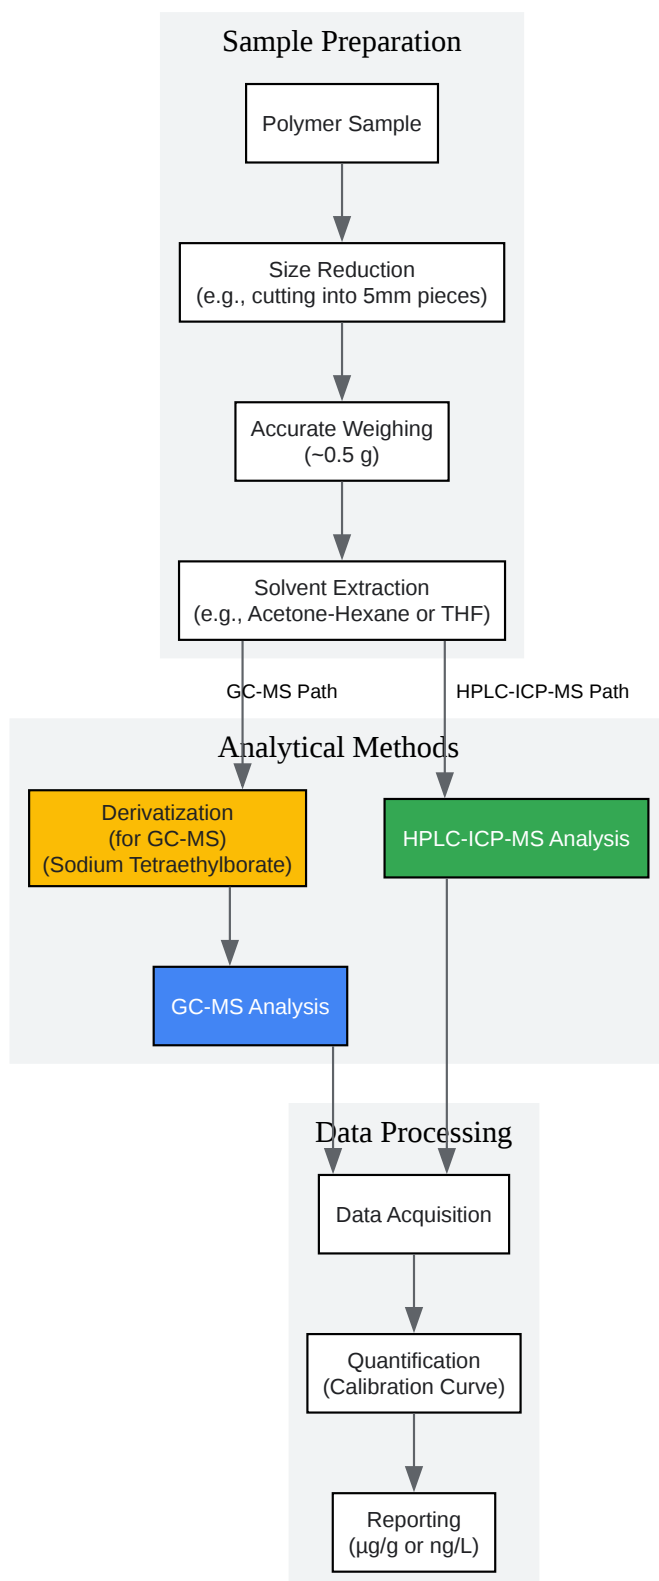 Sample Preparation
Polymer Sample
Size Reduction
(e.g., cutting into 5mm pieces)
Accurate Weighing
(~0.5 g)
Solvent Extraction
(e.g., Acetone-Hexane or THF)
GC-MS Path
HPLC-ICP-MS Path
Analytical Methods
Derivatization
(for GC-MS)
(Sodium Tetraethylborate)
HPLC-ICP-MS Analysis
GC-MS Analysis
Data Processing
Data Acquisition
Quantification
(Calibration Curve)
Reporting
(µg/g or ng/L)